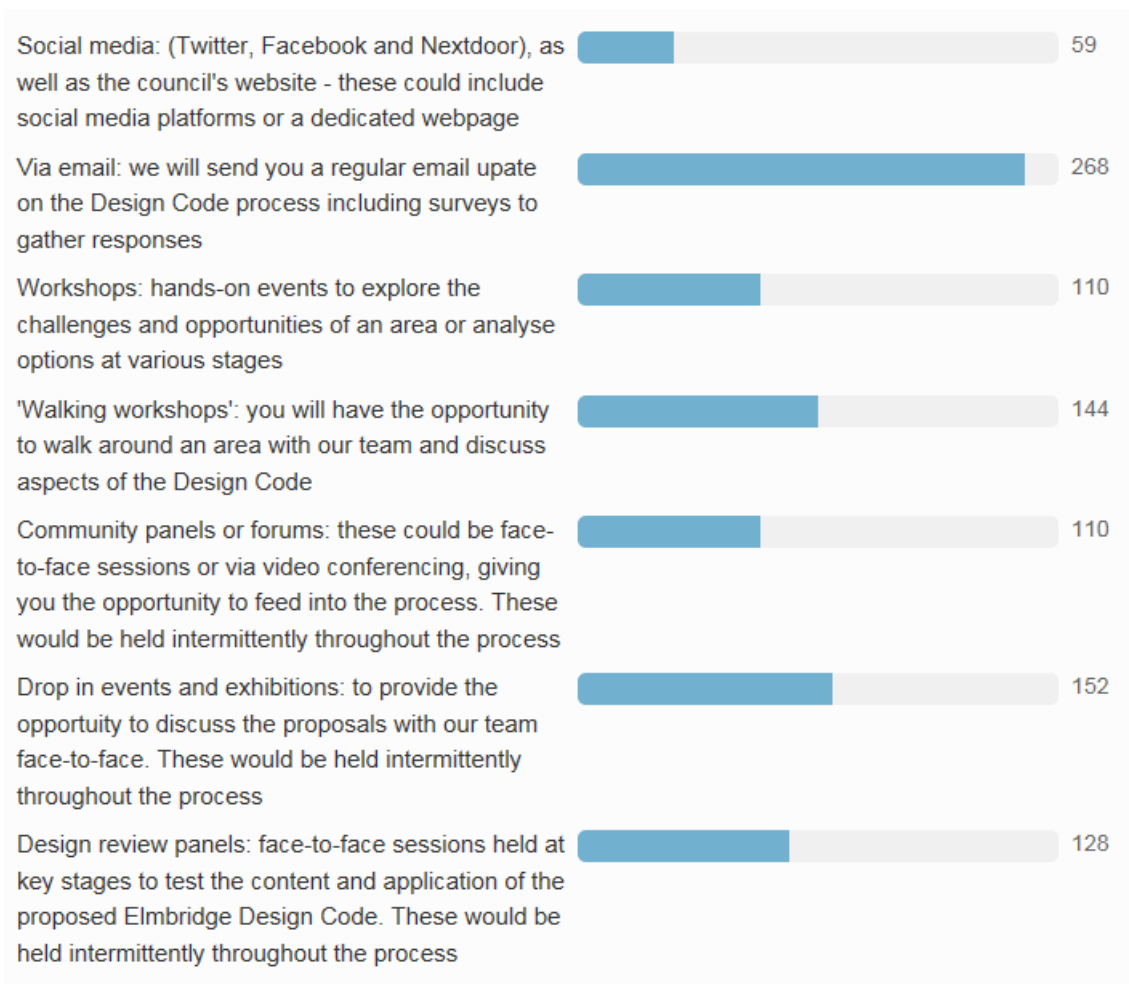 Social media: (Twitter, Facebook and Nextdoor), as
59
well as the council's website - these could include
social media platforms or a dedicated webpage
Via email: we will send you a regular email upate
268
on the Design Code process including surveys to
gather responses
Workshops: hands-on events to explore the
110
challenges and opportunities of an area or analyse
options at various stages
'Walking workshops': you will have the opportunity
144
to walk around an area with our team and discuss
aspects of the Design Code
Community panels or forums: these could be face-
110
to-face sessions or via video conferencing, giving
you the opportunity to feed into the process. These
would be held intermittently throughout the process
Drop in events and exhibitions: to provide the
152
opportuity to discuss the proposals with our team
face-to-face. These would be held intermittently
throughout the process
Design review panels: face-to-face sessions held at
128
key stages to test the content and application of the
proposed Elmbridge Design Code. These would be
held intermittently throughout the process